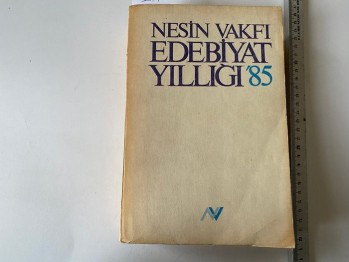 NESİN VAKFI
EDEBİYAT
YILLIĞI '85